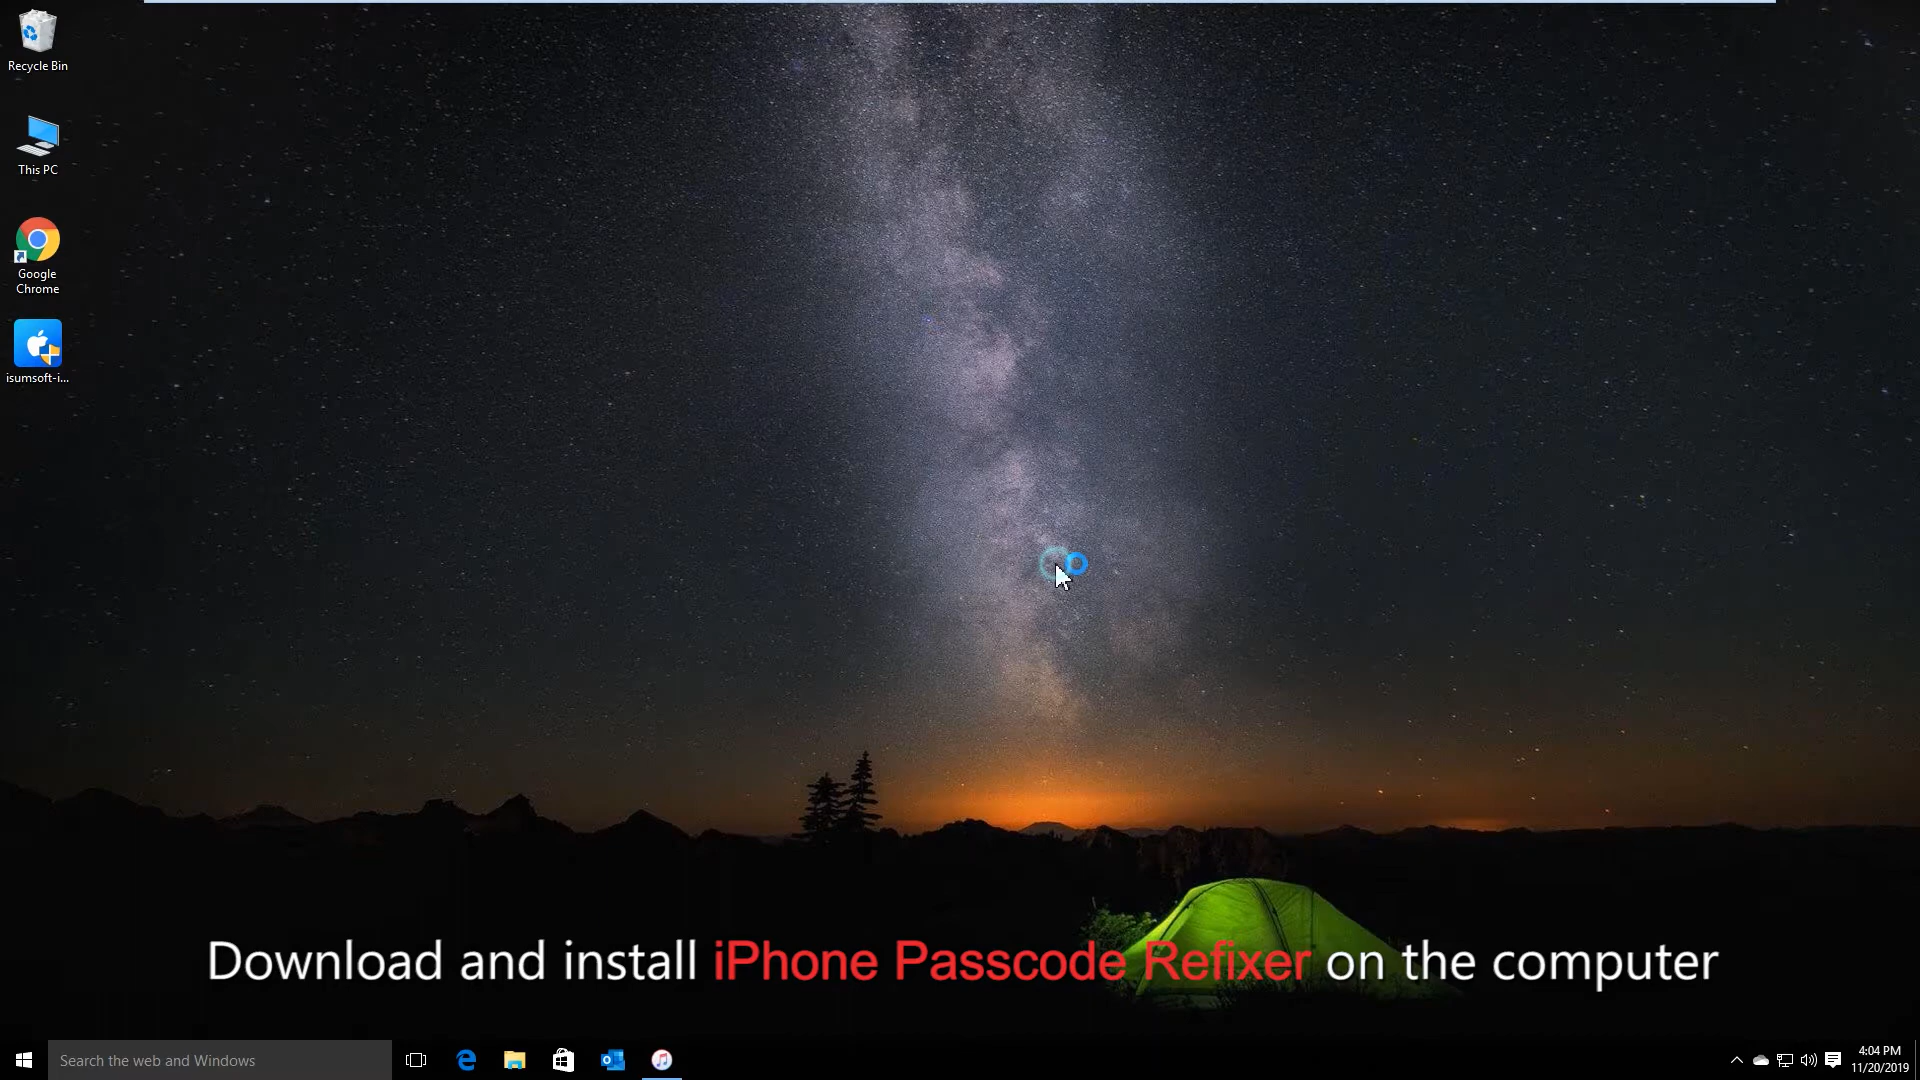 Recycle Bin
This PC
Google
Chrome
isumsoft-i...
Download and install iPhone Passcode Refixer on the computer
Search the web and Windows
4:04 PM
11/20/2019